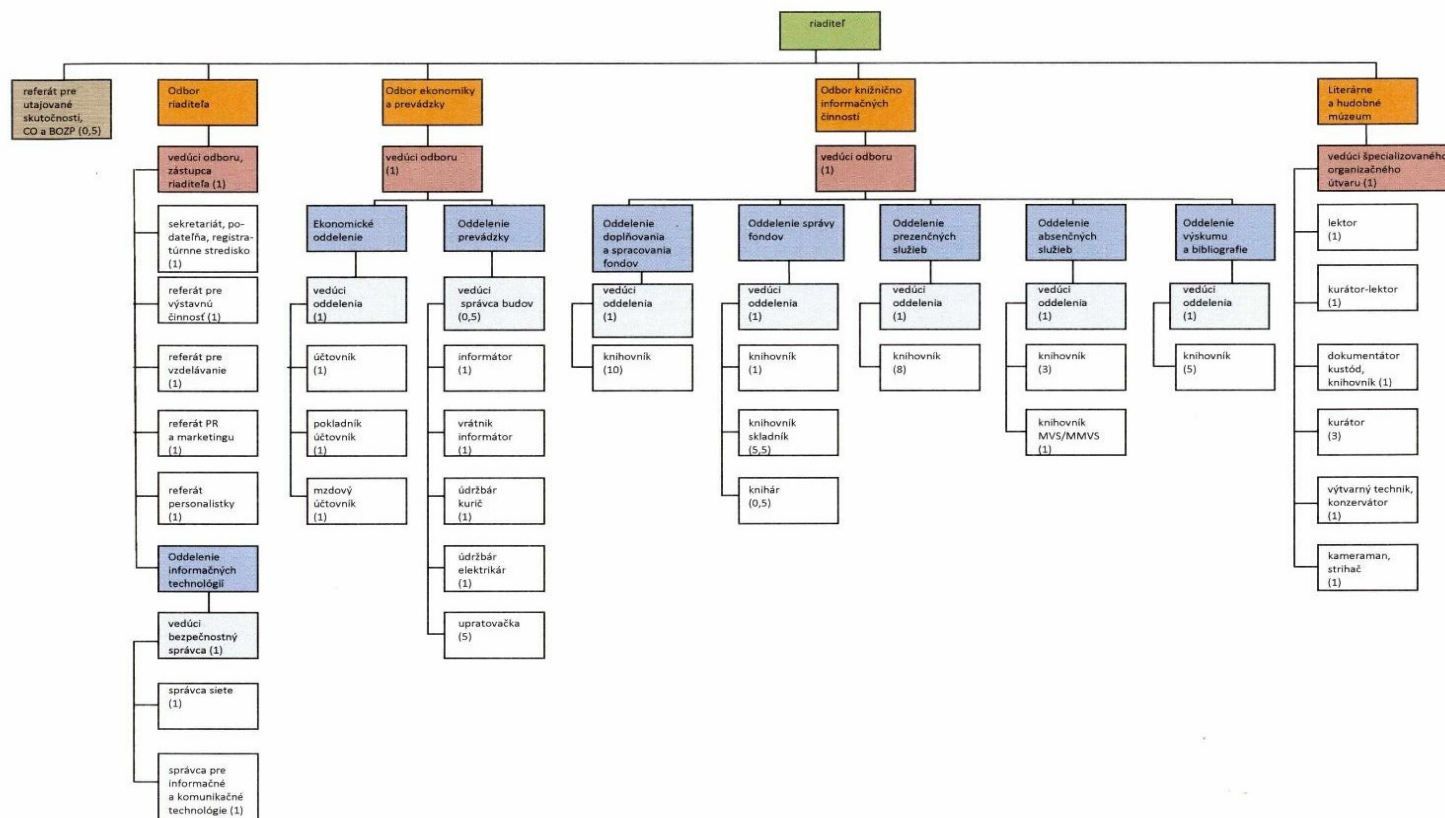 riaditeľ
referát pre
utajované
skutočnosti,
CO a BOZP (0,5)
Odbor
riaditeľa
vedúci odboru,
zástupca
riaditeľa (1)
sekretariát, po-
dateľňa, registra-
túrnne stredisko
(1)
referát pre
výstavnú
činnosť (1)
referát pre
vzdelávanie
(1)
referát PR
a marketingu
(1)
referát
personalistky
(1)
Oddelenie
informačných
technológií
vedúci
bezpečnostný
správca (1)
správca siete
(1)
správca pre
informačné
a komunikačné
technológie (1)
Odbor ekonomiky
a prevádzky
vedúci odboru
(1)
Ekonomické
oddelenie
vedúci
oddelenia
(1)
účtovník
(1)
pokladník
účtovník
(1)
mzdový
účtovník
(1)
Oddelenie
prevádzky
vedúci
správca budov
(0,5)
informátor
(1)
vrátnik
informátor
(1)
údržbár
kurič
(1)
údržbár
elektrikár
(1)
upratovačka
(5)
Odbor knižnično
informačných
činností
vedúci odboru
(1)
Oddelenie
doplňovania
a spracovania
fondov
vedúci
oddelenia
(1)
knihovník
(10)
Oddelenie správy
fondov
vedúci
oddelenia
(1)
knihovník
(1)
knihovník
skladník
(5,5)
knihár
(0,5)
Oddelenie
prezenčných
služieb
vedúci
oddelenia
(1)
knihovník
(8)
Oddelenie
absenčných
služieb
vedúci
oddelenia
(1)
knihovník
(3)
knihovník
MVS/MMVS
(1)
Oddelenie
výskumu
a bibliografie
vedúci
oddelenia
(1)
knihovník
(5)
Literárne
a hudobné
múzeum
vedúci špecializovaného
organizačného
útvaru (1)
lektor
(1)
kurátor-lektor
(1)
dokumentátor
kustód,
knihovník (1)
kurátor
(3)
výtvarný technik,
konzervátor
(1)
kameraman,
strihač
(1)